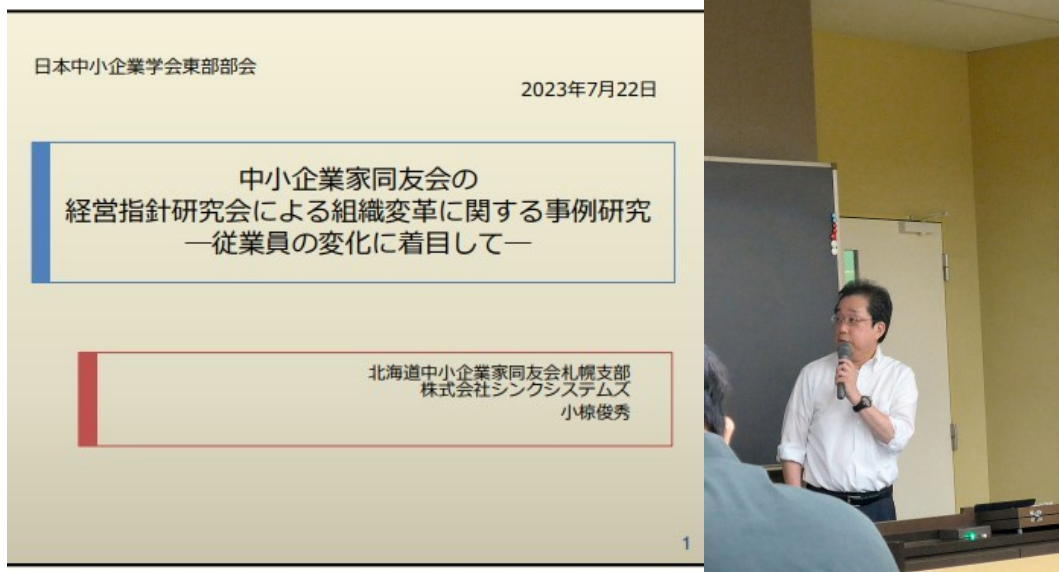 日本中小企業学会東部部会
2023年7月22日
中小企業家同友会の
経営指針研究会による組織変革に関する事例研究
―従業員の変化に着目して―
北海道中小企業家同友会札幌支部
株式会社シンクシステムズ
小椋俊秀
1